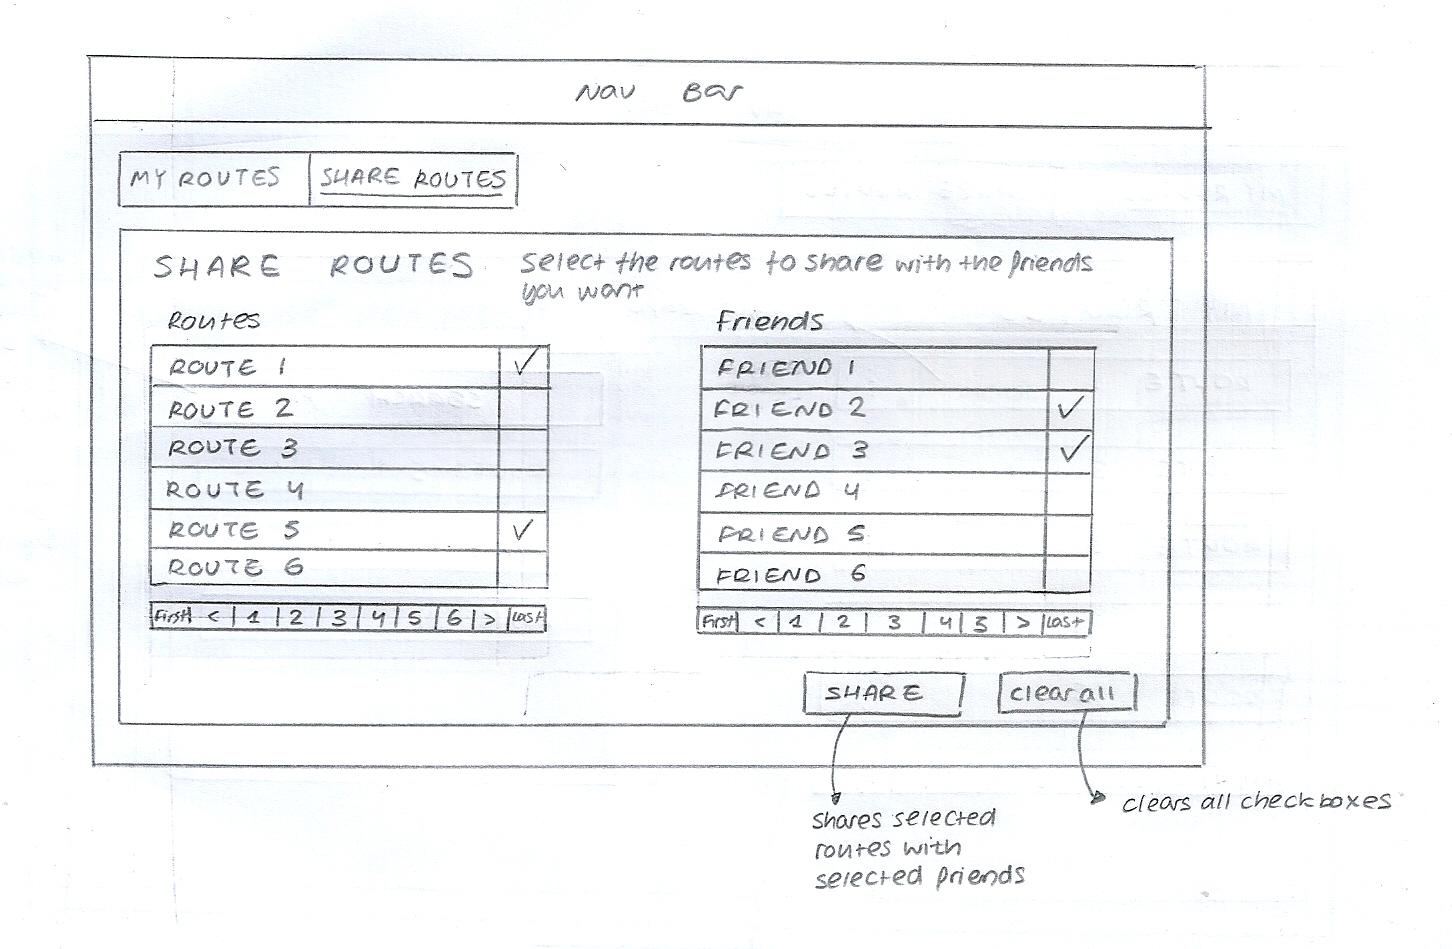 Nav Bar
MY ROUTES SHARE ROUTES
SHARE ROUTES select the routes to share with the friends
you want
Routes
ROUTE 1 ✓
ROUTE 2
ROUTE 3
ROUTE 4
ROUTE 5 ✓
ROUTE 6
First < 1 2 3 4 5 6 > Last
Friends
FRIEND 1
FRIEND 2 ✓
FRIEND 3 ✓
FRIEND 4
FRIEND 5
FRIEND 6
First < 1 2 3 4 5 > Last
SHARE clear all
shares selected
routes with
selected friends
clears all checkboxes